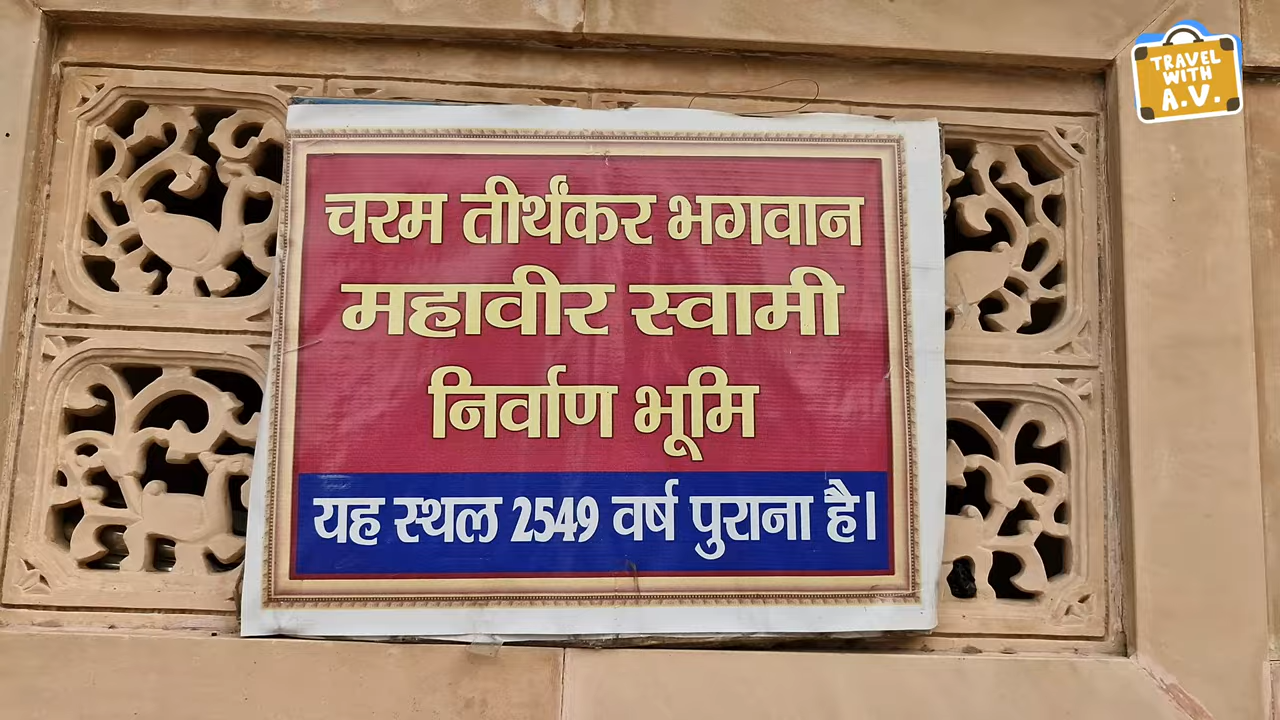 चरम तीर्थंकर भगवान
महावीर स्वामी
निर्वाण भूमि
यह स्थल 2549 वर्ष पुराना है।
TRAVEL
WITH
A.V.